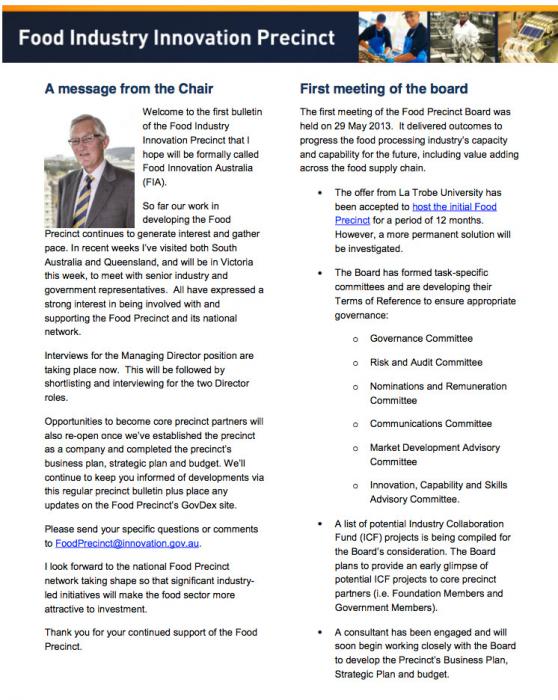 Food Industry Innovation Precinct
A message from the Chair
Welcome to the first bulletin
of the Food Industry
Innovation Precinct that I
hope will be formally called
Food Innovation Australia
(FIA).
So far our work in
developing the Food
Precinct continues to generate interest and gather
pace. In recent weeks I've visited both South
Australia and Queensland, and will be in Victoria
this week, to meet with senior industry and
government representatives. All have expressed a
strong interest in being involved with and
supporting the Food Precinct and its national
network.
Interviews for the Managing Director position are
taking place now. This will be followed by
shortlisting and interviewing for the two Director
roles.
Opportunities to become core precinct partners will
also re-open once we've established the precinct
as a company and completed the precinct's
business plan, strategic plan and budget. We'll
continue to keep you informed of developments via
this regular precinct bulletin plus place any
updates on the Food Precinct's GovDex site.
Please send your specific questions or comments
to FoodPrecinct@innovation.gov.au.
I look forward to the national Food Precinct
network taking shape so that significant industry-
led initiatives will make the food sector more
attractive to investment.
Thank you for your continued support of the Food
Precinct.
First meeting of the board
The first meeting of the Food Precinct Board was
held on 29 May 2013. It delivered outcomes to
progress the food processing industry's capacity
and capability for the future, including value adding
across the food supply chain.
• The offer from La Trobe University has
been accepted to host the initial Food
Precinct for a period of 12 months.
However, a more permanent solution will
be investigated.
• The Board has formed task-specific
committees and are developing their
Terms of Reference to ensure appropriate
governance:
o Governance Committee
o Risk and Audit Committee
o Nominations and Remuneration
Committee
o Communications Committee
o Market Development Advisory
Committee
o Innovation, Capability and Skills
Advisory Committee.
• A list of potential Industry Collaboration
Fund (ICF) projects is being compiled for
the Board's consideration. The Board
plans to provide an early glimpse of
potential ICF projects to core precinct
partners (i.e. Foundation Members and
Government Members).
• A consultant has been engaged and will
soon begin working closely with the Board
to develop the Precinct's Business Plan,
Strategic Plan and budget.